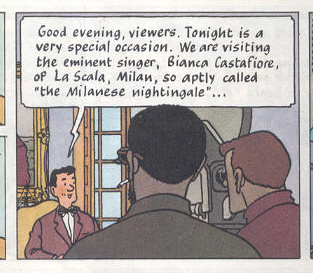 Good evening, viewers. Tonight is a
very special occasion. We are visiting
the eminent singer, Bianca Castafiore,
of La Scala, Milan, so aptly called
"the Milanese nightingale"...